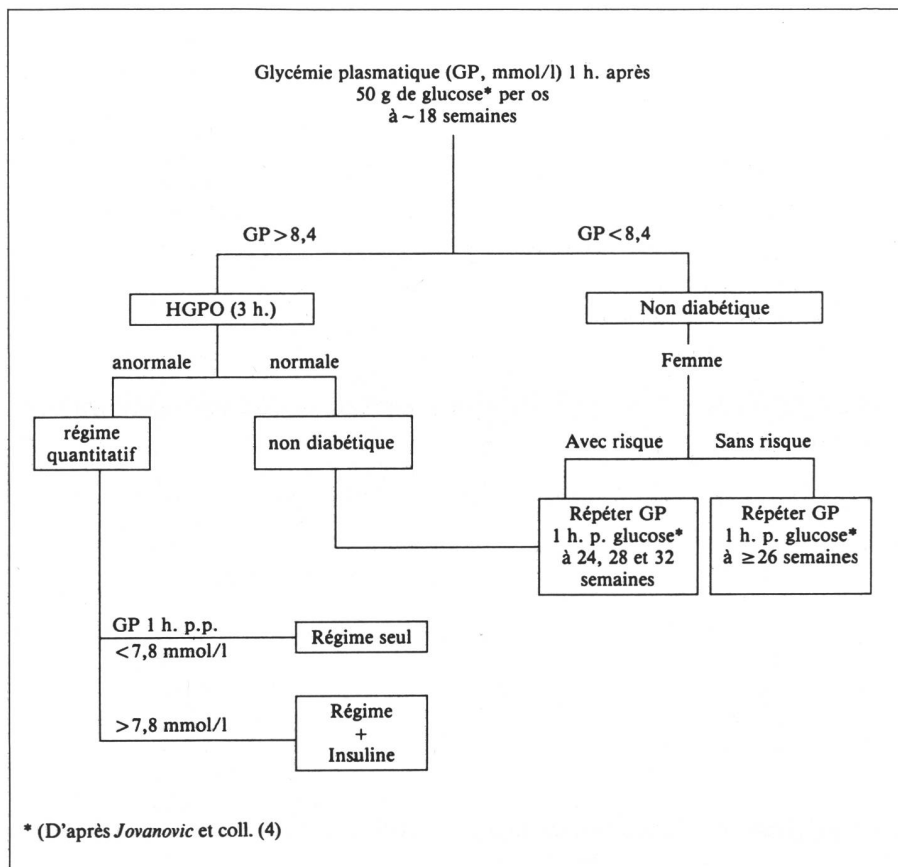 Glycémie plasmatique (GP, mmol/l) 1 h. après
50 g de glucose* per os
à ~ 18 semaines
GP>8,4
GP<8,4
HGPO (3 h.)
Non diabétique
anormale
normale
Femme
régime
quantitatif
non diabétique
Avec risque
Sans risque
Répéter GP
1 h. p. glucose*
à 24, 28 et 32
semaines
Répéter GP
1 h. p. glucose*
à ≥26 semaines
GP 1 h. p.p.
<7,8 mmol/l
Régime seul
>7,8 mmol/l
Régime
+
Insuline
* (D'après Jovanovic et coll. (4)